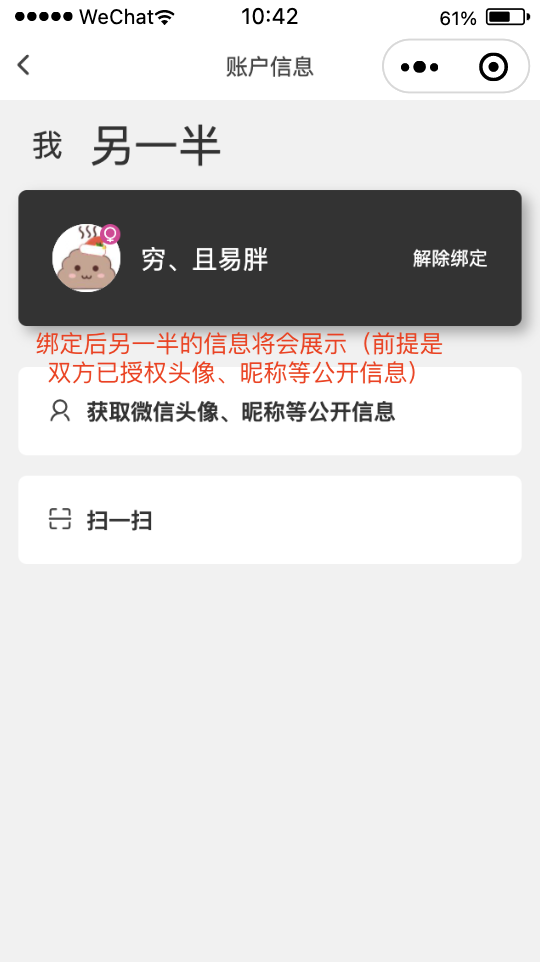 WeChat 10:42 61%
账户信息
我 另一半
穷、且易胖 解除绑定
绑定后另一半的信息将会展示（前提是
双方已授权头像、昵称等公开信息）
获取微信头像、昵称等公开信息
扫一扫